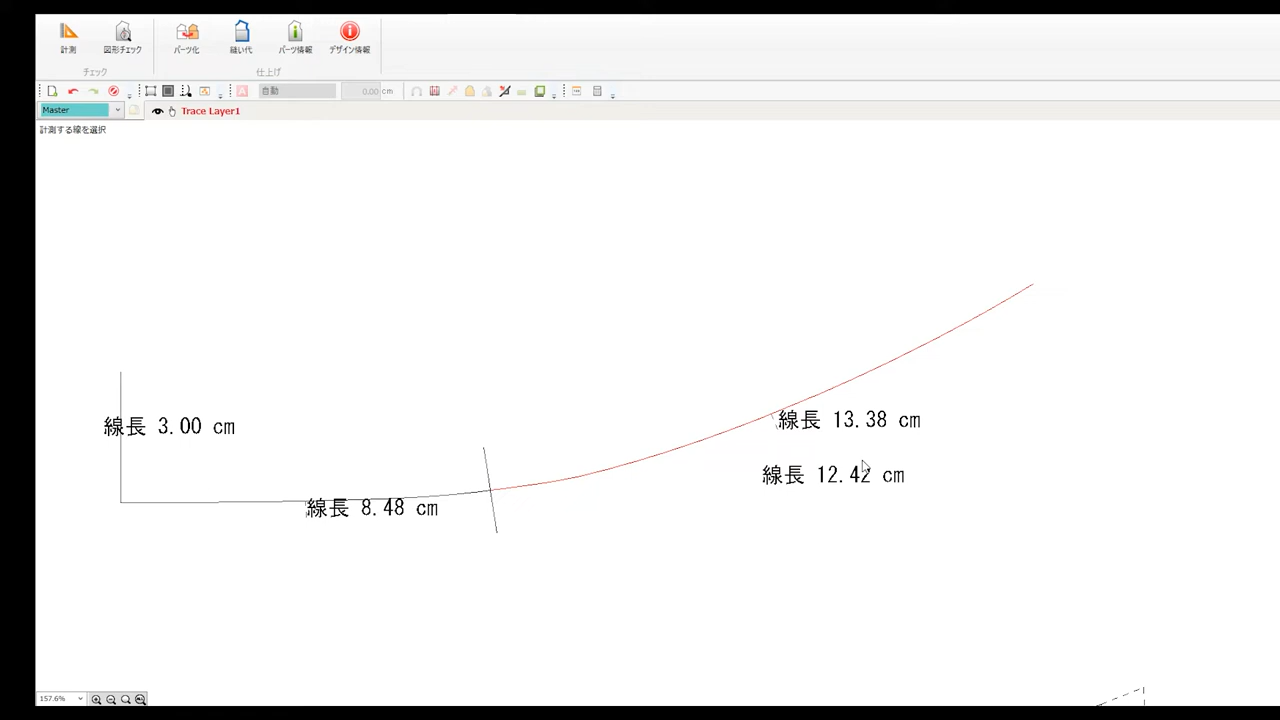 計測
図形チェック
パーツ化
縫い代
パーツ情報
デザイン情報
チェック
仕上げ
自動
0.00 cm
Master
Trace Layer1
計測する線を選択
線長 13.38 cm
線長 3.00 cm
線長 12.42 cm
線長 8.48 cm
157.6%